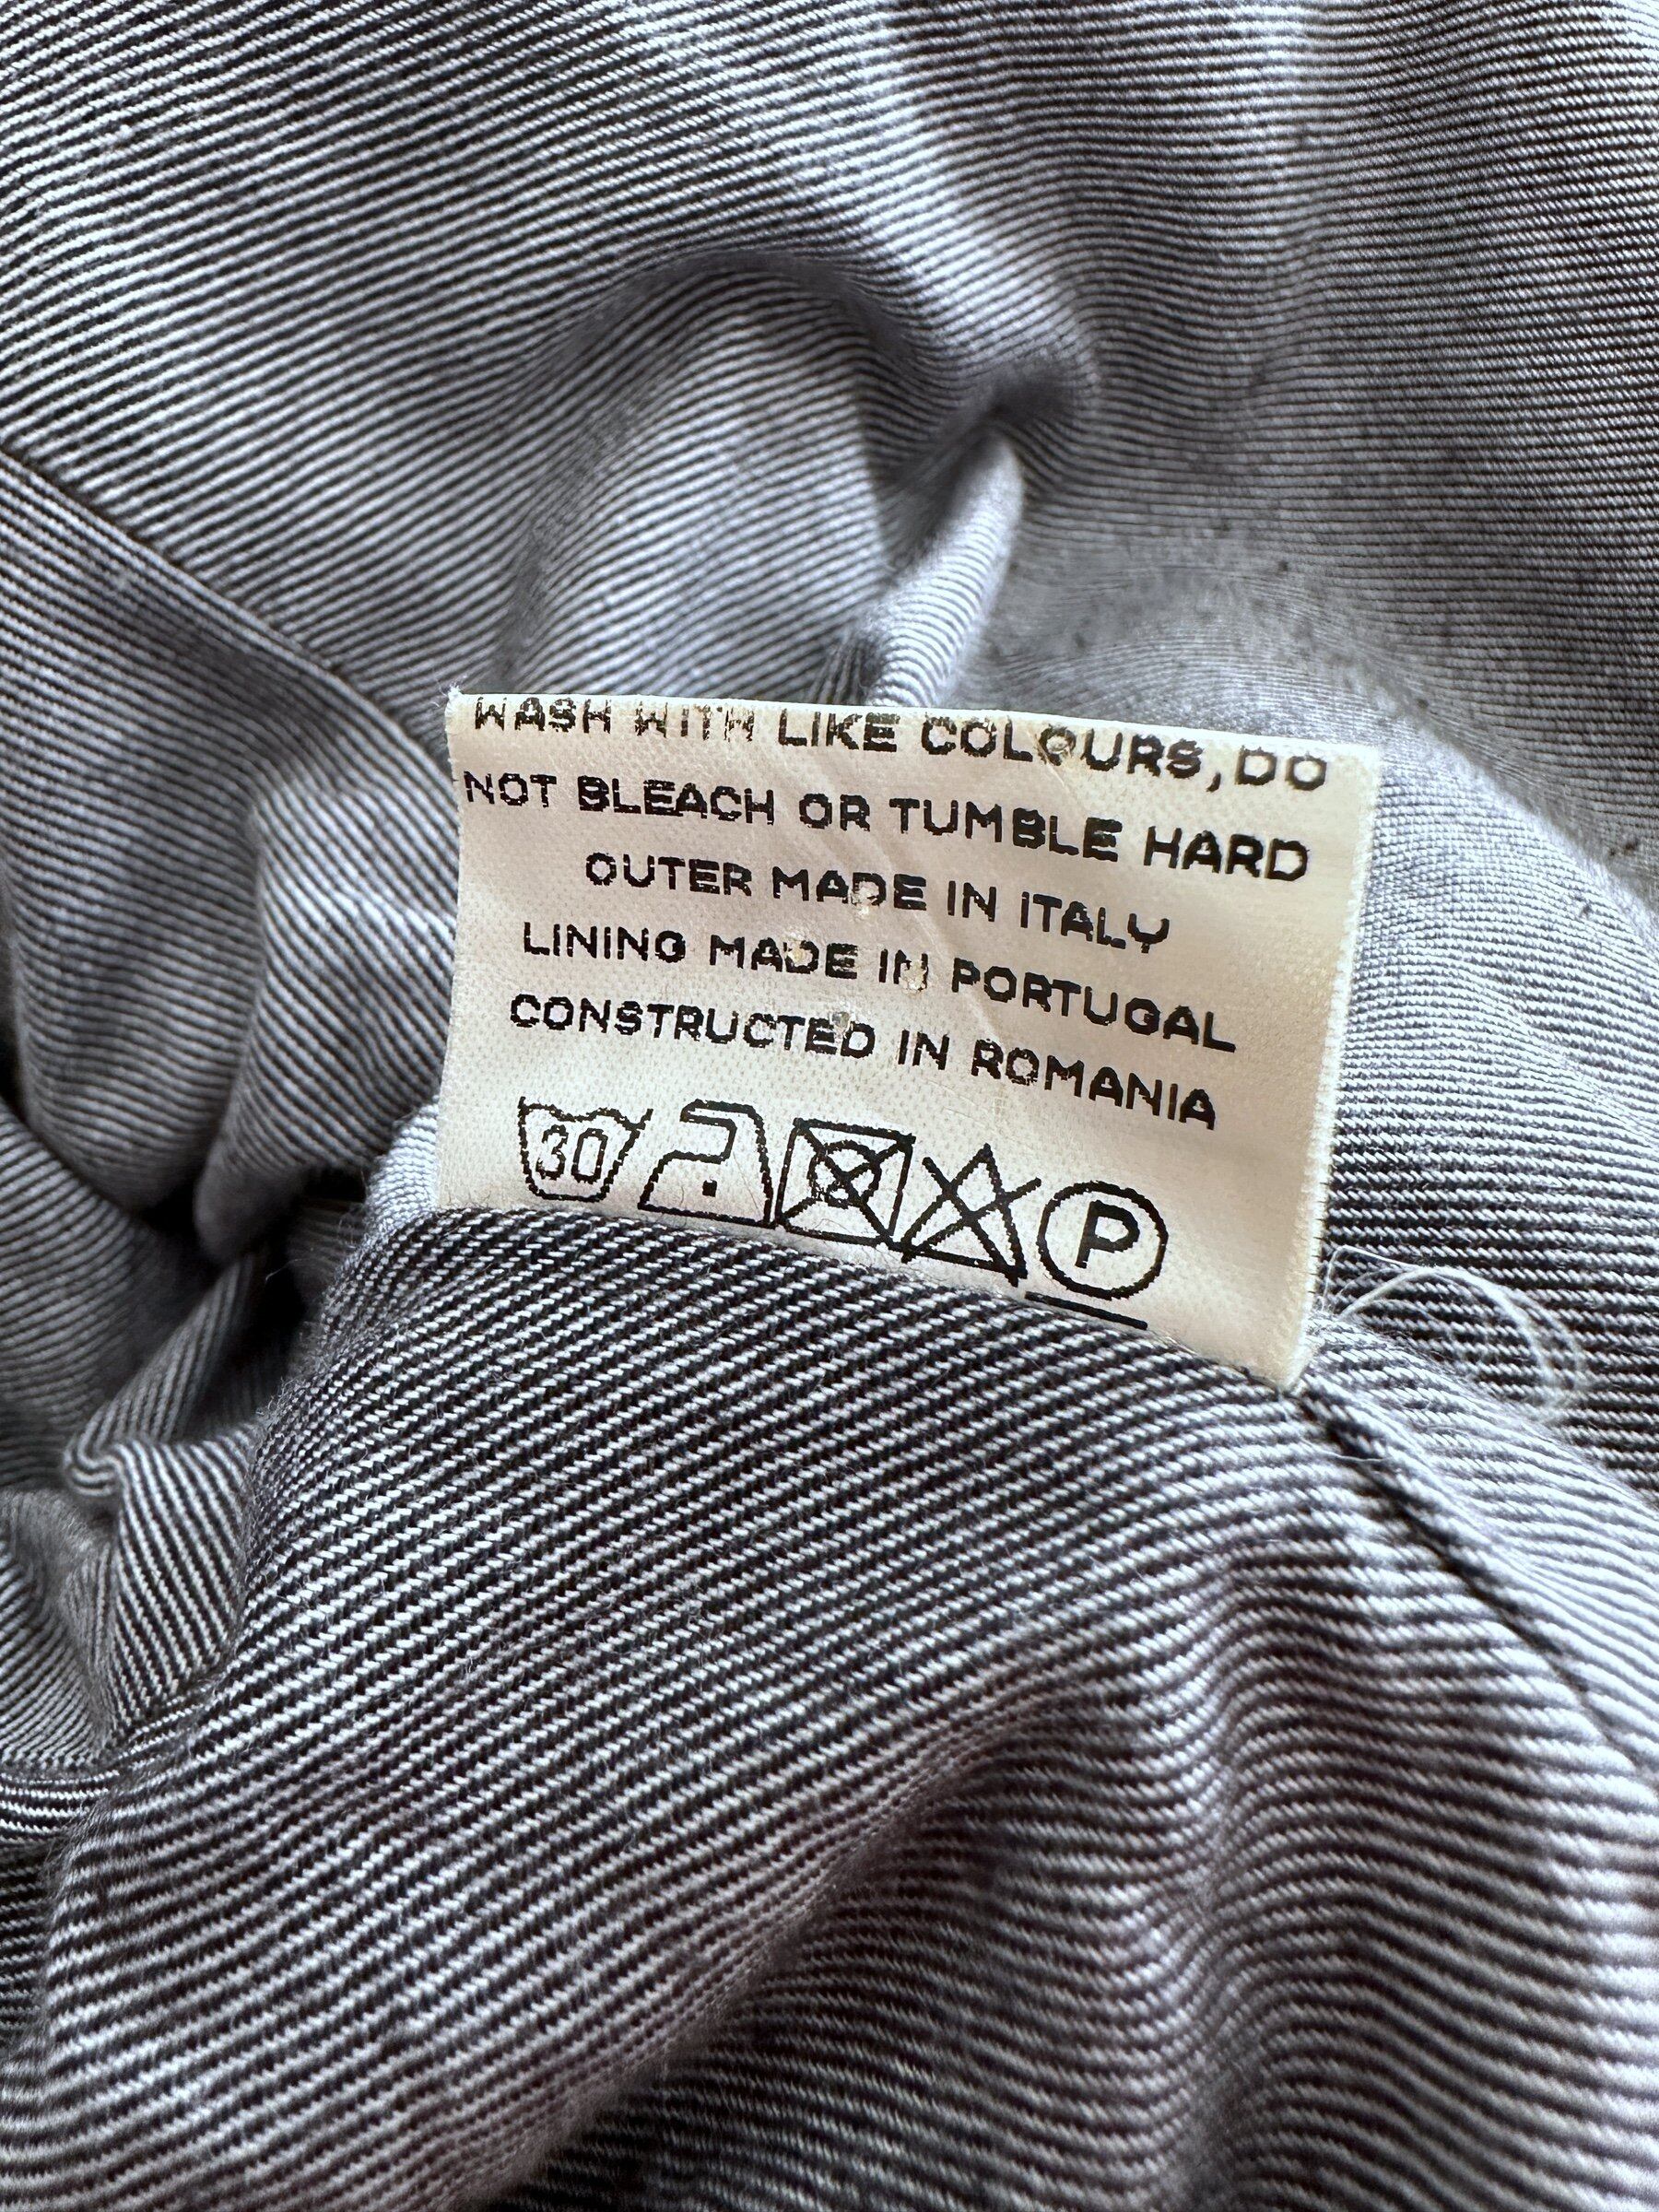 WASH WITH LIKE COLOURS, DO
NOT BLEACH OR TUMBLE HARD
OUTER MADE IN ITALY
LINING MADE IN PORTUGAL
CONSTRUCTED IN ROMANIA
30 P